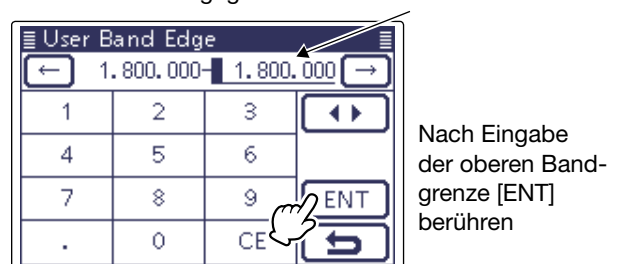 User Band Edge
← 1.800.000- 1.800.000 →
1 2 3 ◀ ▶
4 5 6
7 8 9 ENT
. 0 CE
Nach Eingabe
der oberen Band-
grenze [ENT]
berühren